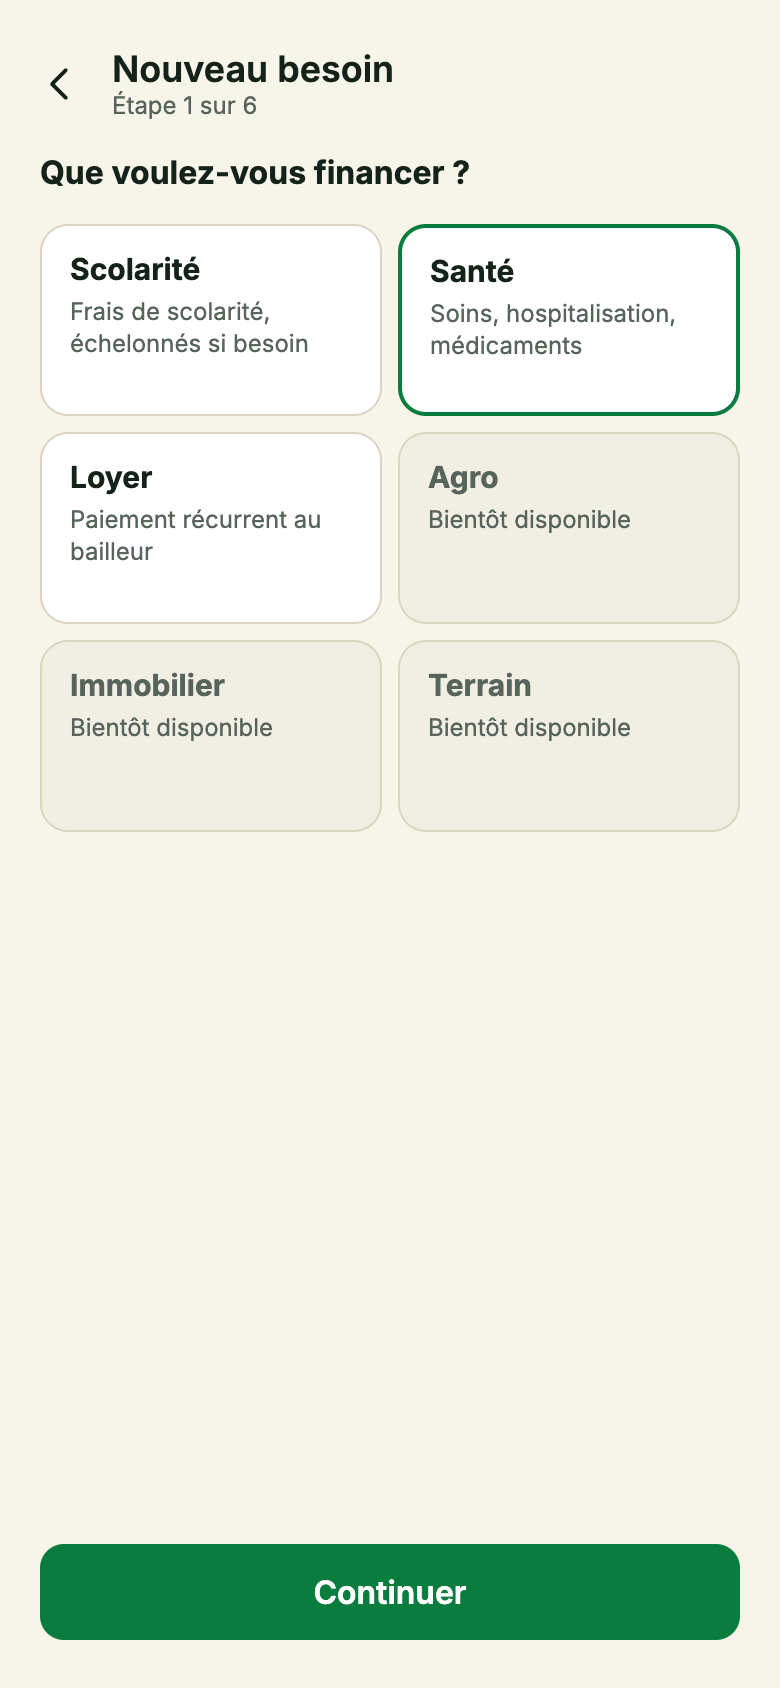 Nouveau besoin
Étape 1 sur 6
Que voulez-vous financer ?
Scolarité
Frais de scolarité,
échelonnés si besoin
Santé
Soins, hospitalisation,
médicaments
Loyer
Paiement récurrent au
bailleur
Agro
Bientôt disponible
Immobilier
Bientôt disponible
Terrain
Bientôt disponible
Continuer